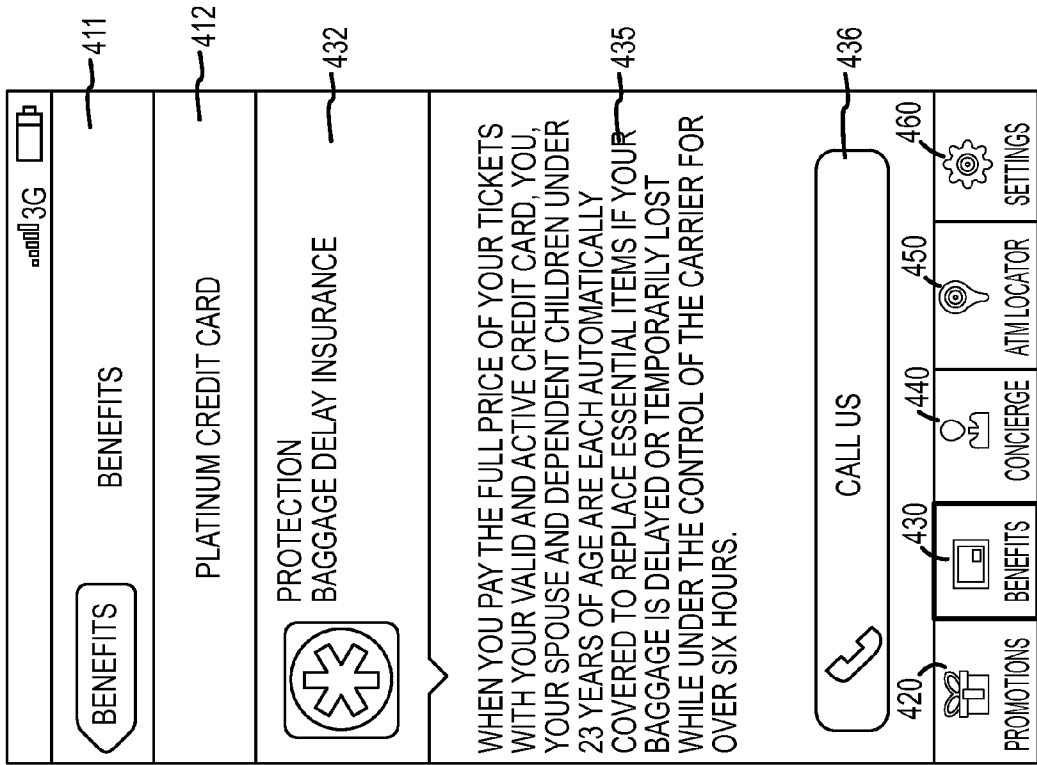 3G
BENEFITS BENEFITS 411
PLATINUM CREDIT CARD 412
PROTECTION
BAGGAGE DELAY INSURANCE 432
WHEN YOU PAY THE FULL PRICE OF YOUR TICKETS
WITH YOUR VALID AND ACTIVE CREDIT CARD, YOU,
YOUR SPOUSE AND DEPENDENT CHILDREN UNDER
23 YEARS OF AGE ARE EACH AUTOMATICALLY
COVERED TO REPLACE ESSENTIAL ITEMS IF YOUR 435
BAGGAGE IS DELAYED OR TEMPORARILY LOST
WHILE UNDER THE CONTROL OF THE CARRIER FOR
OVER SIX HOURS.
CALL US 436
420 430 440 450 460
PROMOTIONS BENEFITS CONCIERGE ATM LOCATOR SETTINGS